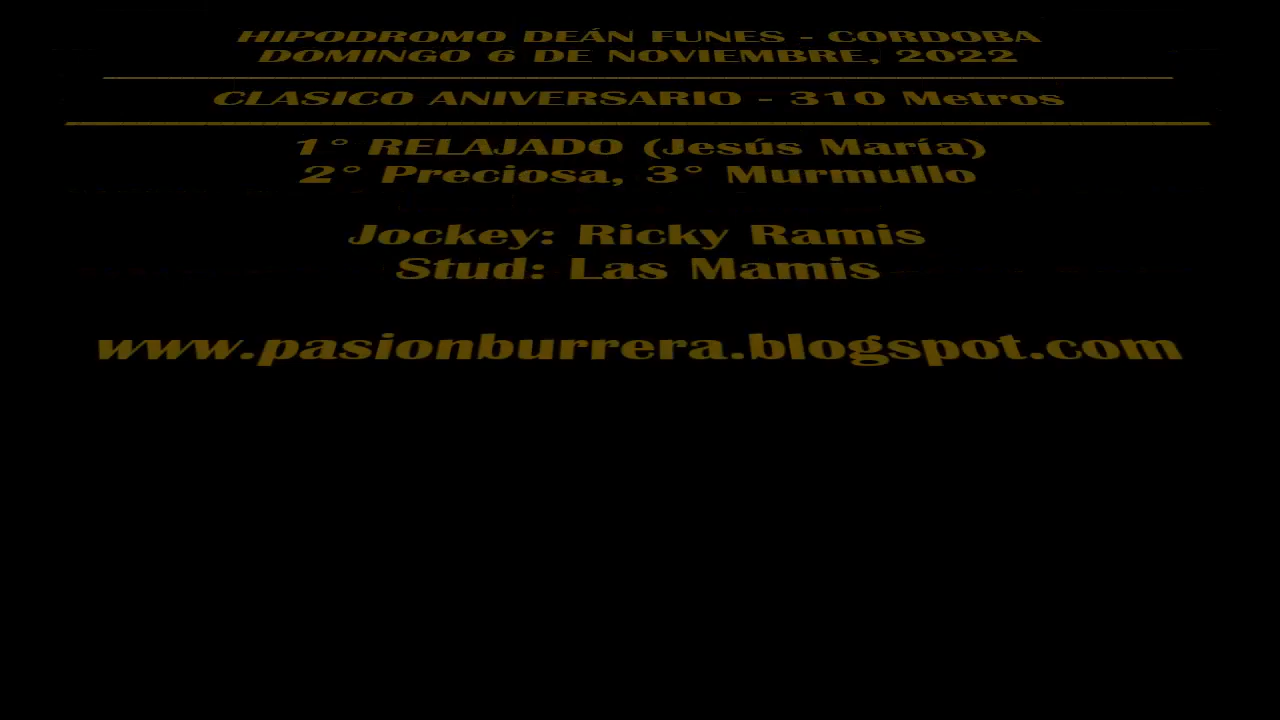 HIPODROMO DEÁN FUNES - CORDOBA
DOMINGO 6 DE NOVIEMBRE, 2022
CLASICO ANIVERSARIO - 310 Metros
1° RELAJADO (Jesús María)
2° Preciosa, 3° Murmullo
Jockey: Ricky Ramis
Stud: Las Mamis
www.pasionburrera.blogspot.com